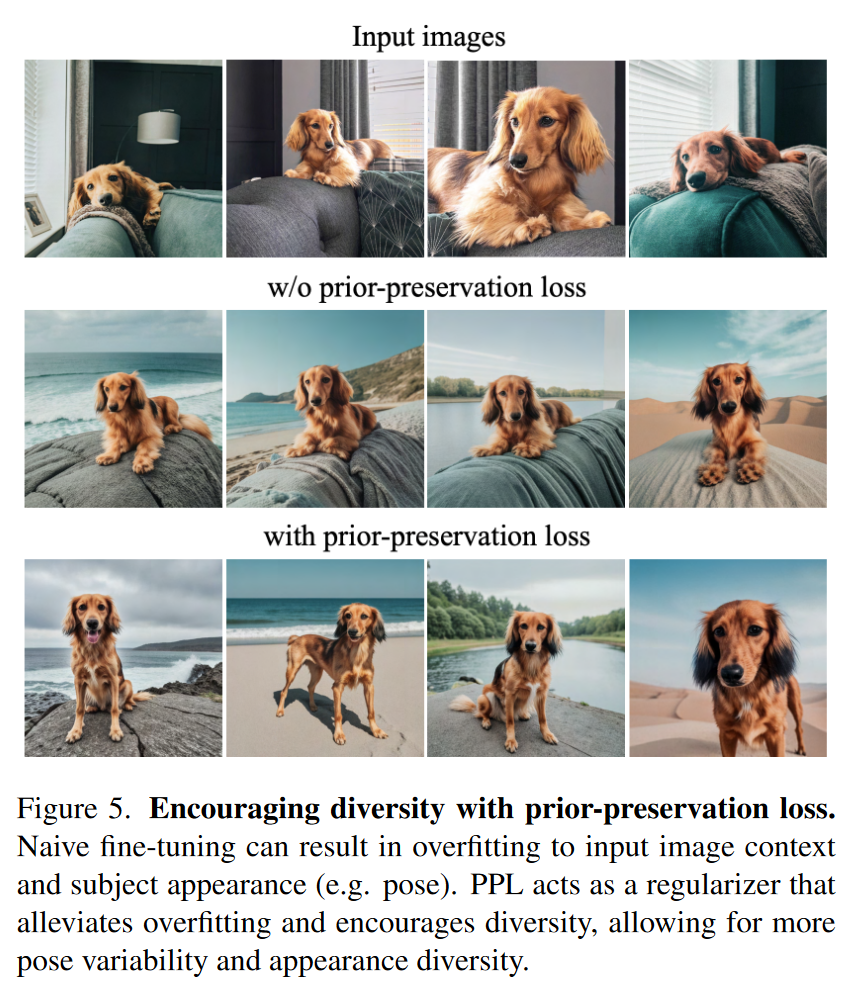 Input images
w/o prior-preservation loss
with prior-preservation loss
Figure 5. Encouraging diversity with prior-preservation loss.
Naive fine-tuning can result in overfitting to input image context
and subject appearance (e.g. pose). PPL acts as a regularizer that
alleviates overfitting and encourages diversity, allowing for more
pose variability and appearance diversity.